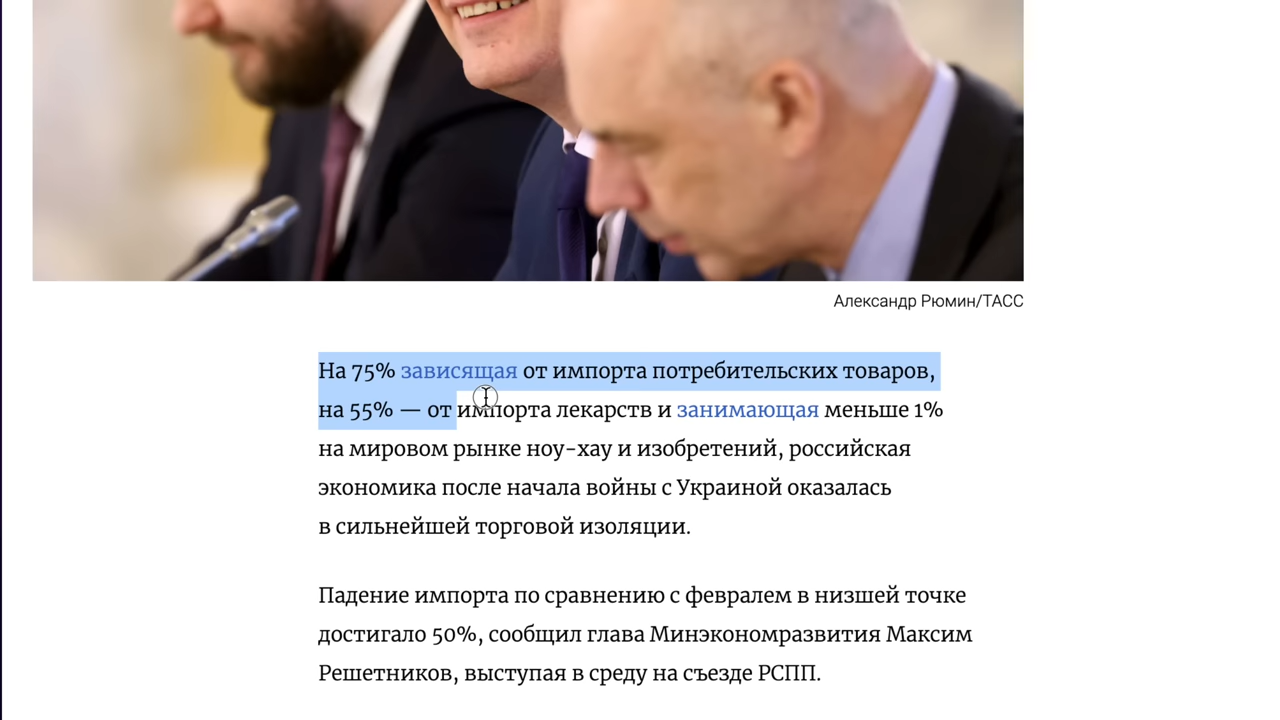 Александр Рюмин/ТАСС
На 75% зависящая от импорта потребительских товаров,
на 55% — от импорта лекарств и занимающая меньше 1%
на мировом рынке ноу-хау и изобретений, российская
экономика после начала войны с Украиной оказалась
в сильнейшей торговой изоляции.
Падение импорта по сравнению с февралем в низшей точке
достигало 50%, сообщил глава Минэкономразвития Максим
Решетников, выступая в среду на съезде РСПП.